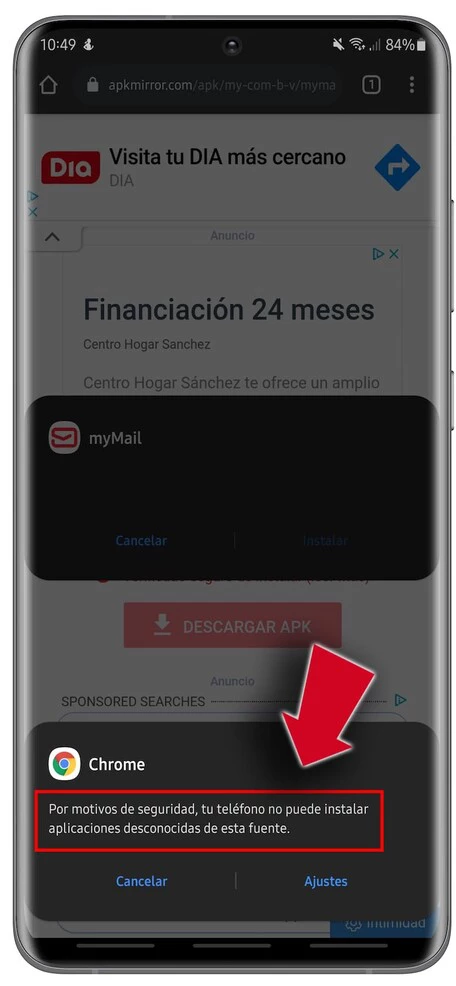 10:49
84%
apkmirror.com/apk/my-com-b-v/myma
1
Dia
Visita tu DIA más cercano
DIA
Anuncio
Financiación 24 meses
Centro Hogar Sanchez
Centro Hogar Sánchez te ofrece un amplio
myMail
Cancelar
Instalar
DESCARGAR APK
Anuncio
SPONSORED SEARCHES
Chrome
Por motivos de seguridad, tu teléfono no puede instalar
aplicaciones desconocidas de esta fuente.
Cancelar
Ajustes
Intimidad